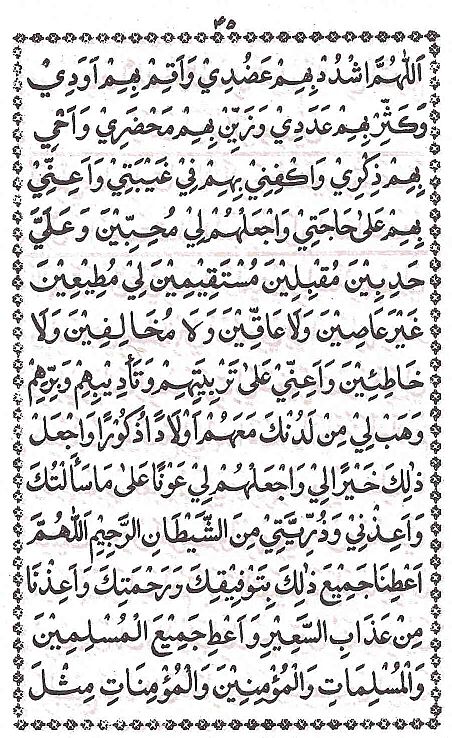 ٣٥
اَللّٰهُمَّ اشْدُدْ بِهِمْ عَضُدِيْ وَاَقِمْ بِهِمْ اَوَدِيْ
وَكَثِّرْ بِهِمْ عَدَدِيْ وَزَيِّنْ بِهِمْ مَحْضَرِيْ وَاَحْيِ
بِهِمْ ذِكْرِيْ وَاكْفِنِيْ بِهِمْ فِيْ غَيْبَتِيْ وَاَعِنِّيْ
بِهِمْ عَلٰى حَاجَتِيْ وَاجْعَلْهُمْ لِيْ مُحِبِّيْنَ وَعَلَيَّ
حَدِبِيْنَ مُقْبِلِيْنَ مُسْتَقِيْمِيْنَ لِيْ مُطِيْعِيْنَ
غَيْرَ عَاصِيْنَ وَلَا عَاقِّيْنَ وَلَا مُخَالِفِيْنَ وَلَا
خَاطِئِيْنَ وَاَعِنِّيْ عَلٰى تَرْبِيَتِهِمْ وَتَأْدِيْبِهِمْ وَبِرِّهِمْ
وَهَبْ لِيْ مِنْ لَدُنْكَ مَعَهُمْ اَوْلَادًا ذُكُوْرًا وَاجْعَلْ
ذٰلِكَ خَيْرًا لِيْ وَاجْعَلْهُمْ لِيْ عَوْنًا عَلٰى مَا سَأَلْتُكَ
وَاَعِذْنِيْ وَذُرِّيَّتِيْ مِنَ الشَّيْطَانِ الرَّجِيْمِ اَللّٰهُمَّ
اَعْطِنَا جَمِيْعَ ذٰلِكَ بِتَوْفِيْقِكَ وَرَحْمَتِكَ وَاَعِذْنَا
مِنْ عَذَابِ السَّعِيْرِ وَاَعْطِ جَمِيْعَ الْمُسْلِمِيْنَ
وَالْمُسْلِمَاتِ وَالْمُؤْمِنِيْنَ وَالْمُؤْمِنَاتِ مِثْلَ